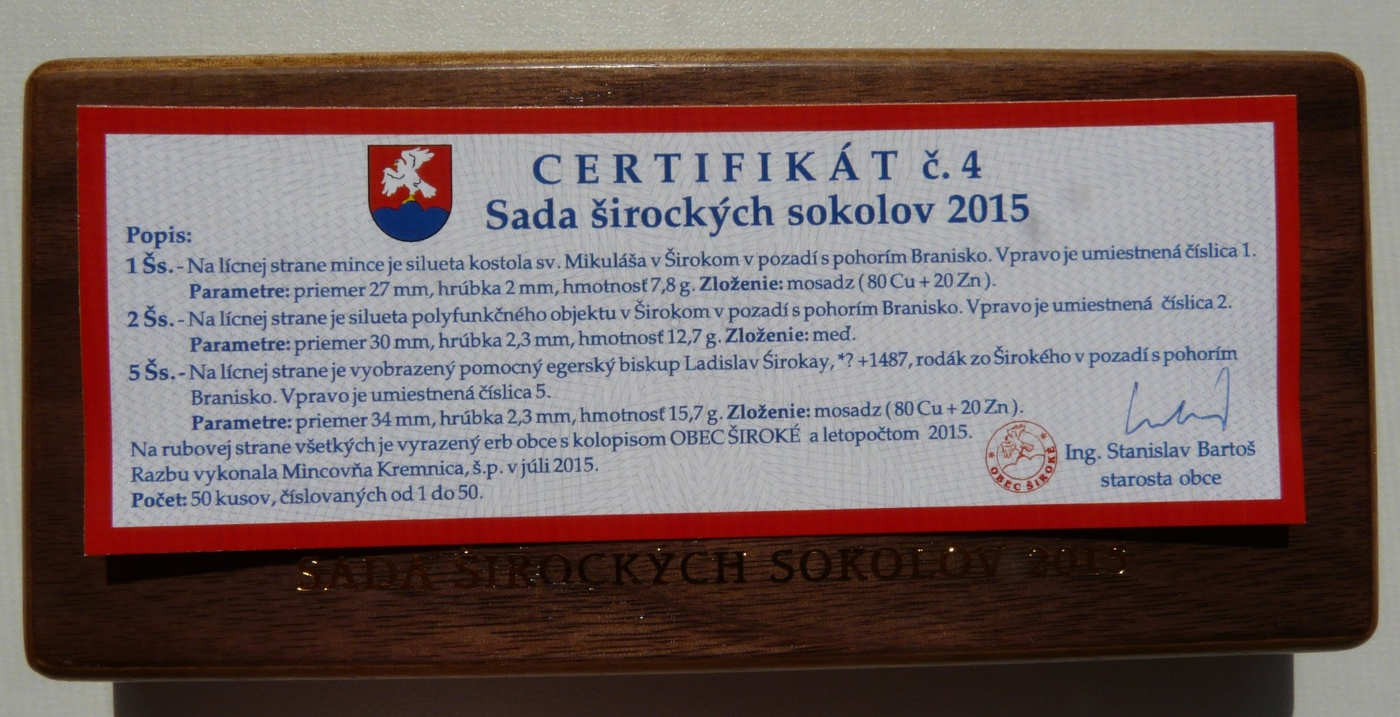 CERTIFIKÁT č. 4
Sada širockých sokolov 2015
Popis:
1 Šs. - Na lícnej strane mince je silueta kostola sv. Mikuláša v Širokom v pozadí s pohorím Branisko. Vpravo je umiestnená číslica 1.
Parametre: priemer 27 mm, hrúbka 2 mm, hmotnosť 7,8 g. Zloženie: mosadz ( 80 Cu + 20 Zn ).
2 Šs. - Na lícnej strane je silueta polyfunkčného objektu v Širokom v pozadí s pohorím Branisko. Vpravo je umiestnená číslica 2.
Parametre: priemer 30 mm, hrúbka 2,3 mm, hmotnosť 12,7 g. Zloženie: meď.
5 Šs. - Na lícnej strane je vyobrazený pomocný egerský biskup Ladislav Širokay, *? +1487, rodák zo Širokého v pozadí s pohorím
Branisko. Vpravo je umiestnená číslica 5.
Parametre: priemer 34 mm, hrúbka 2,3 mm, hmotnosť 15,7 g. Zloženie: mosadz ( 80 Cu + 20 Zn ).
Na rubovej strane všetkých je vyrazený erb obce s kolopisom OBEC ŠIROKÉ a letopočtom 2015.
Razbu vykonala Mincovňa Kremnica, š.p. v júli 2015.
Počet: 50 kusov, číslovaných od 1 do 50.
* OBEC ŠIROKÉ *
Ing. Stanislav Bartoš
starosta obce
SADA ŠIROCKÝCH SOKOLOV 2015